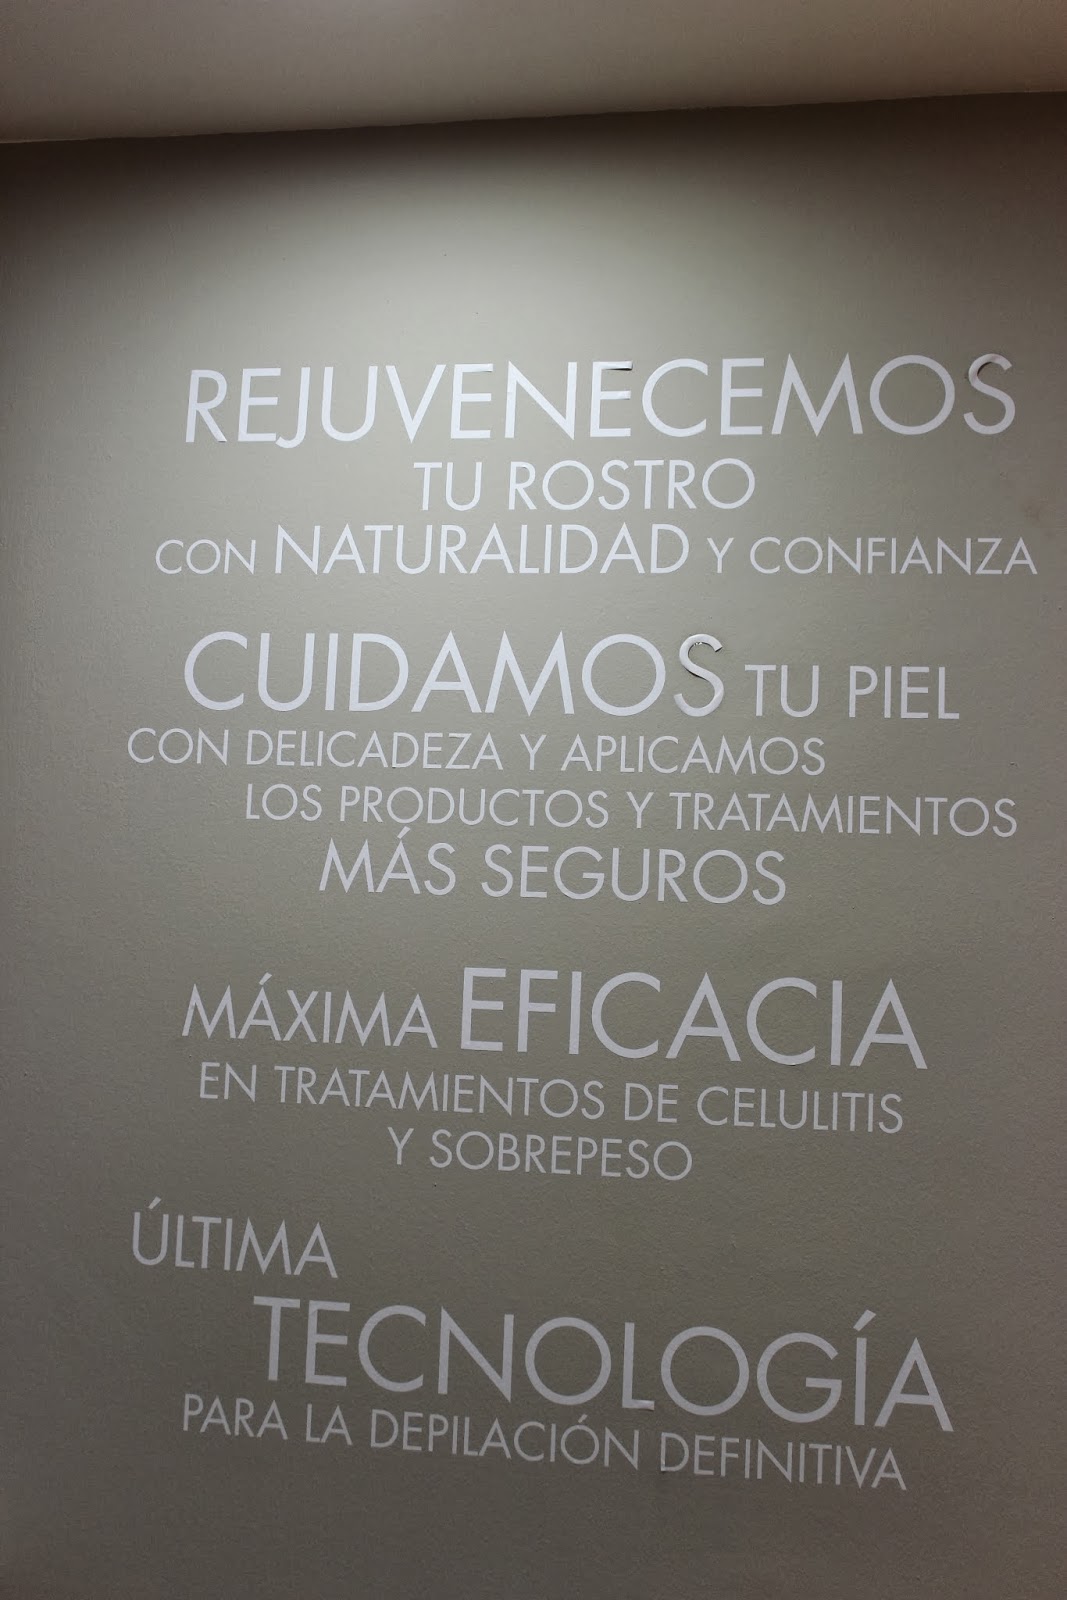 REJUVENECEMOS
TU ROSTRO
CON NATURALIDAD Y CONFIANZA
CUIDAMOS TU PIEL
CON DELICADEZA Y APLICAMOS
LOS PRODUCTOS Y TRATAMIENTOS
MÁS SEGUROS
MÁXIMA EFICACIA
EN TRATAMIENTOS DE CELULITIS
Y SOBREPESO
ÚLTIMA
TECNOLOGÍA
PARA LA DEPILACIÓN DEFINITIVA